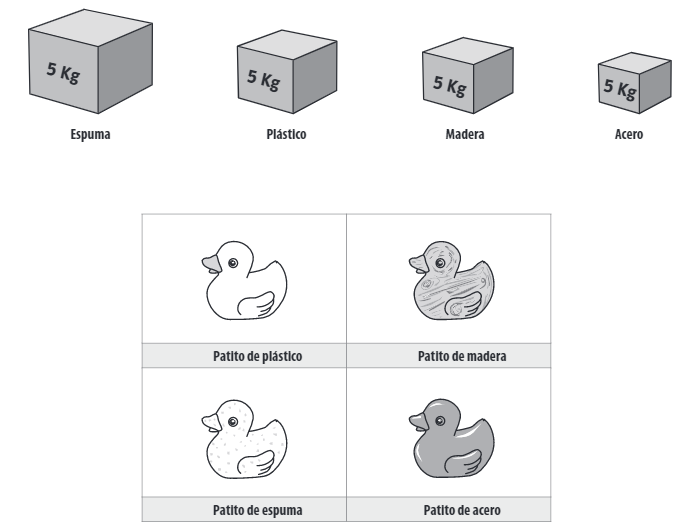 5 Kg
5 Kg
5 Kg
5 Kg
Espuma
Plástico
Madera
Acero
Patito de plástico
Patito de madera
Patito de espuma
Patito de acero